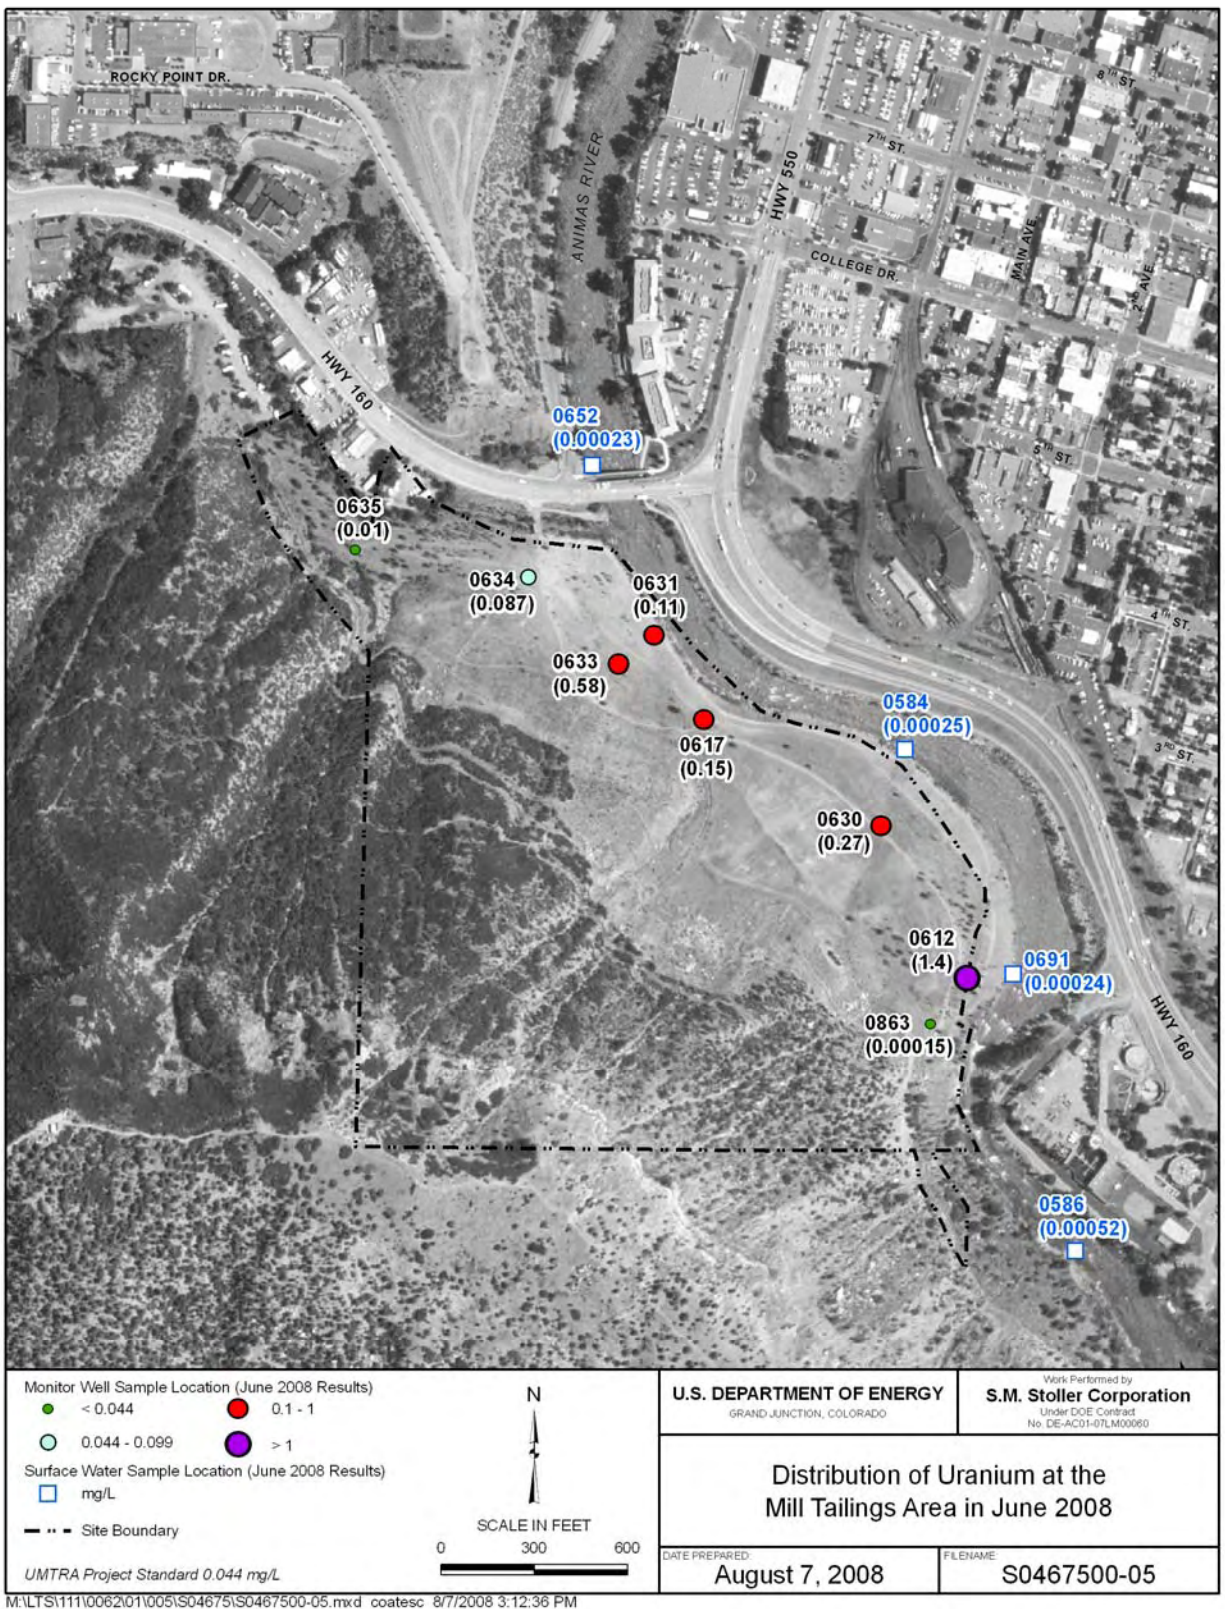 ROCKY POINT DR.
8TH ST.
7TH ST.
ANIMAS RIVER
HWY 550
COLLEGE DR.
MAIN AVE.
2ND AVE
HWY 160
0652
(0.00023)
5TH ST.
0635
(0.01)
0634
(0.087)
0631
(0.11)
4TH ST.
0633
(0.58)
0584
(0.00025)
0617
(0.15)
3RD ST.
0630
(0.27)
0612
(1.4)
0691
(0.00024)
0863
(0.00015)
HWY 160
0586
(0.00052)
Monitor Well Sample Location (June 2008 Results)
< 0.044
0.1 - 1
0.044 - 0.099
> 1
Surface Water Sample Location (June 2008 Results)
mg/L
Site Boundary
UMTRA Project Standard 0.044 mg/L
N
SCALE IN FEET
0 300 600
U.S. DEPARTMENT OF ENERGY
GRAND JUNCTION, COLORADO
Work Performed by
S.M. Stoller Corporation
Under DOE Contract
No. DE-AC01-07LM00060
Distribution of Uranium at the
Mill Tailings Area in June 2008
DATE PREPARED:
August 7, 2008
FILENAME:
S0467500-05
M:\LTS\111\0062\01\005\S04675\S0467500-05.mxd coatesc 8/7/2008 3:12:36 PM